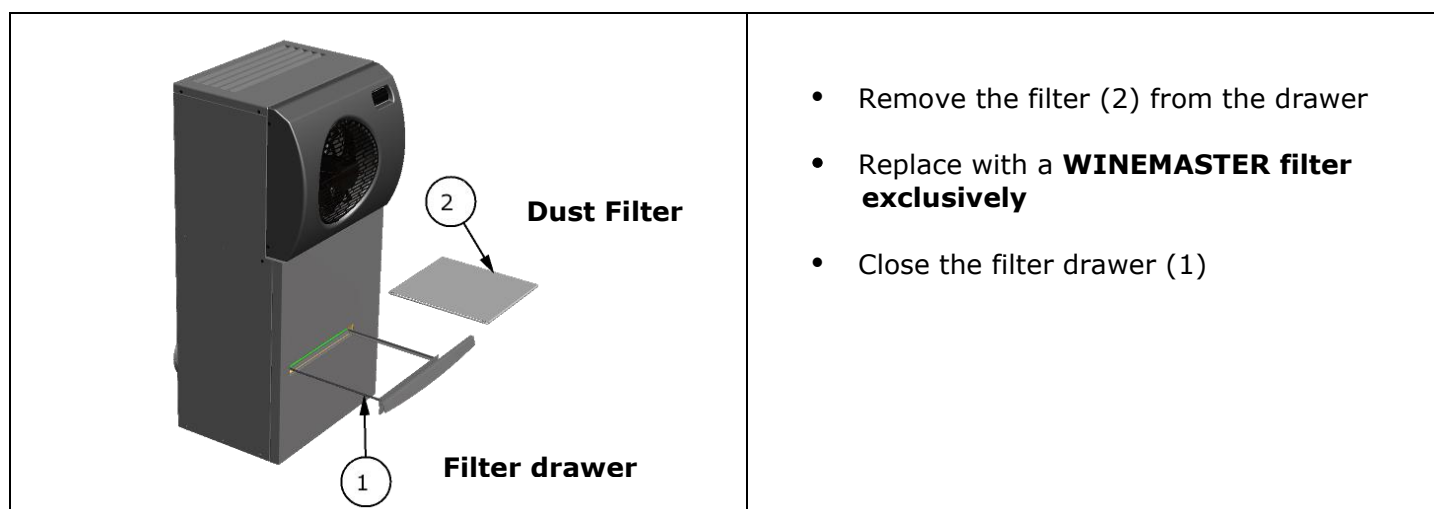 2
Dust Filter
1
Filter drawer
• Remove the filter (2) from the drawer
• Replace with a WINEMASTER filter
exclusively
• Close the filter drawer (1)